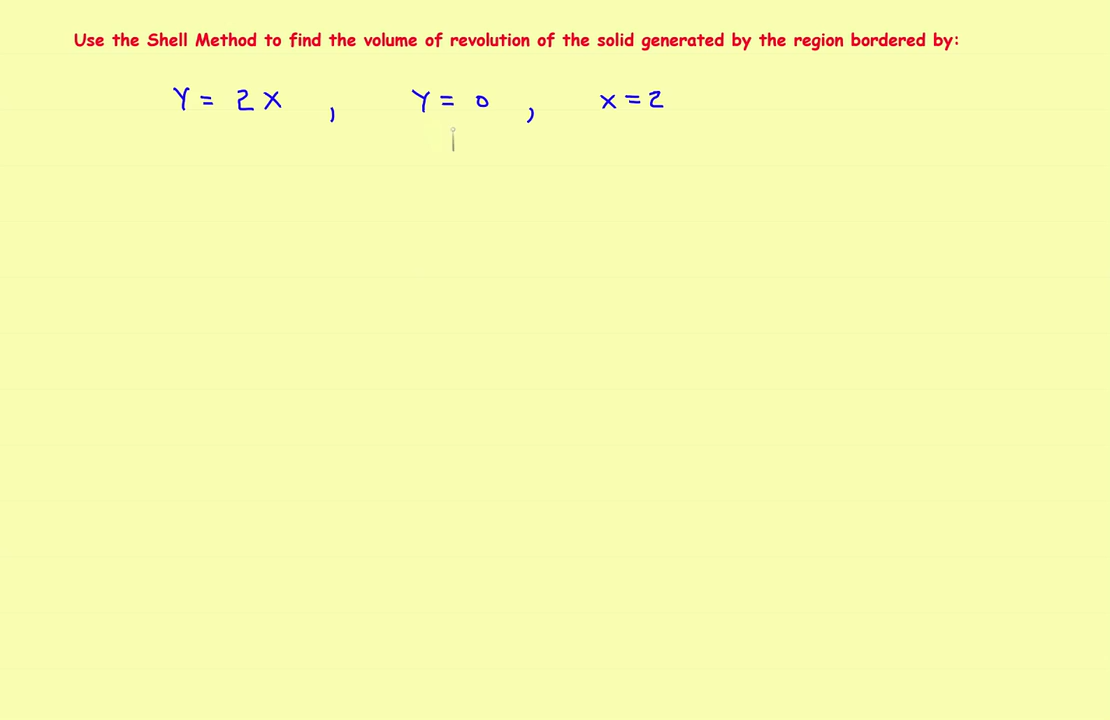 Use the Shell Method to find the volume of revolution of the solid generated by the region bordered by:
Y = 2x , Y = 0 , x = 2